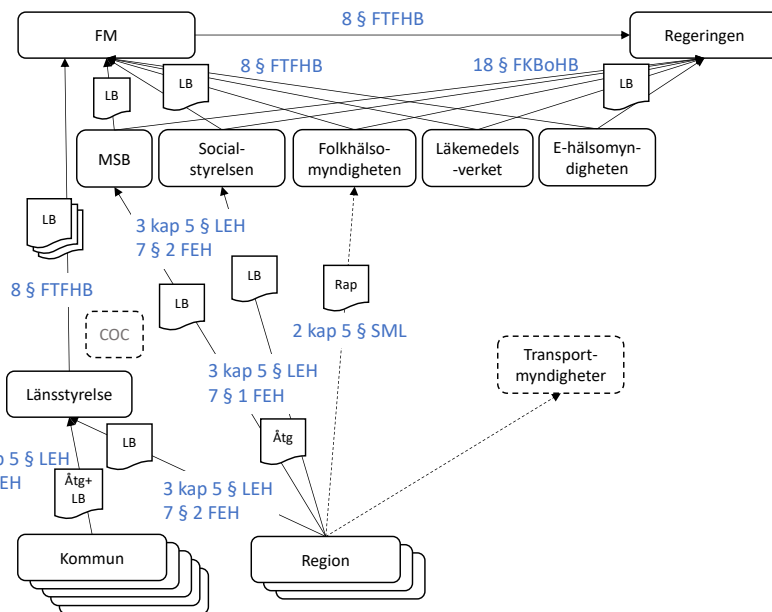 8 § FTFHB
FM
Regeringen
8 § FTFHB
18 § FKBoHB
LB
LB
LB
MSB
Social-
styrelsen
Folkhälso-
myndigheten
Läkemedels
-verket
E-hälsomyn-
digheten
LB
3 kap 5 § LEH
7 § 2 FEH
LB
Rap
LB
8 § FTFHB
COC
2 kap 5 § SML
Transport-
myndigheter
3 kap 5 § LEH
7 § 1 FEH
Länsstyrelse
Åtg
LB
5 § LEH
EH
Åtg+
LB
3 kap 5 § LEH
7 § 2 FEH
Kommun
Region